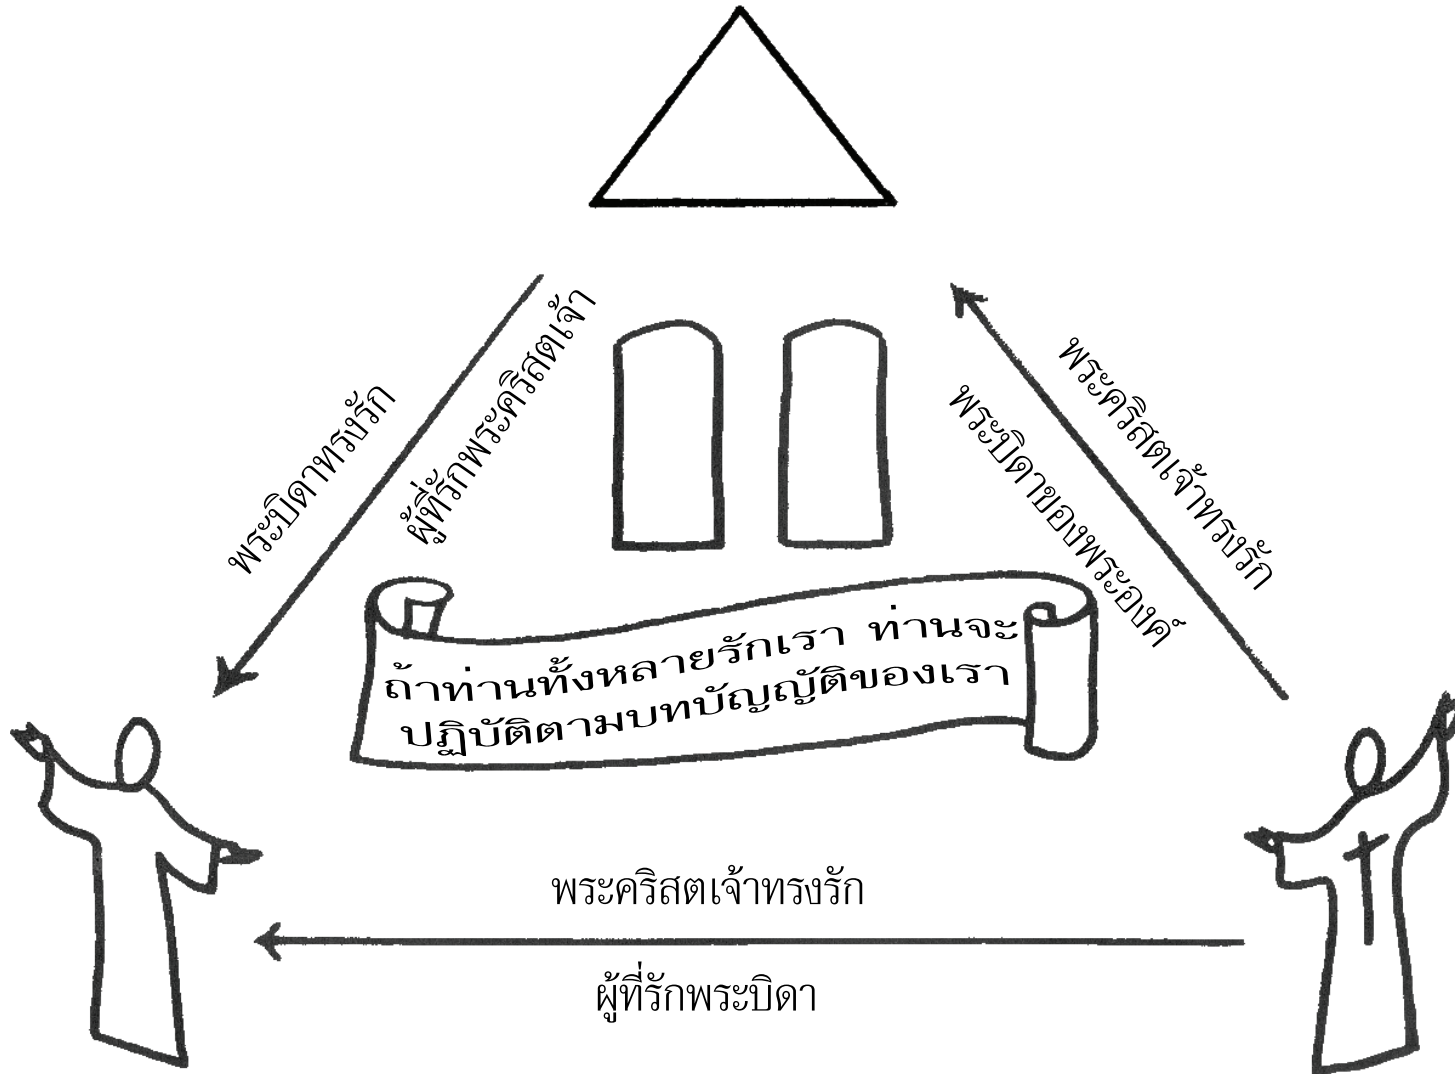 พระบิดาทรงรัก
ผู้ที่รักพระคริสตเจ้า
พระคริสตเจ้าทรงรัก
พระบิดาของพระองค์
ถ้าท่านทั้งหลายรักเรา ท่านจะ
ปฏิบัติตามบทบัญญัติของเรา
พระคริสตเจ้าทรงรัก
ผู้ที่รักพระบิดา